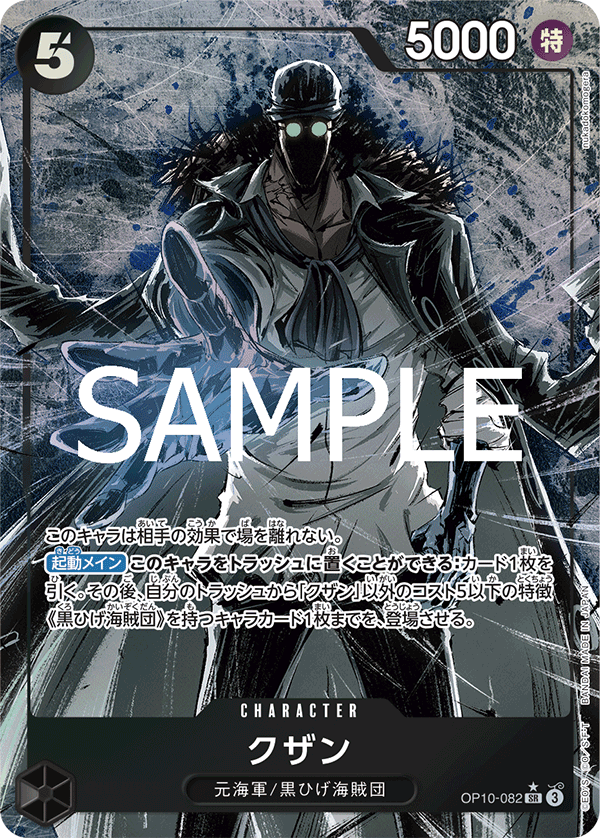 5
5000 特
nukadokomogera
SAMPLE
このキャラは相手の効果で場を離れない。
起動メイン このキャラをトラッシュに置くことができる：カード1枚を
引く。その後、自分のトラッシュから「クザン」以外のコスト5以下の特徴
《黒ひげ海賊団》を持つキャラカード1枚までを、登場させる。
CHARACTER
クザン
元海軍/黒ひげ海賊団
OP10-082 SR 3
BANDAI MADE IN JAPAN